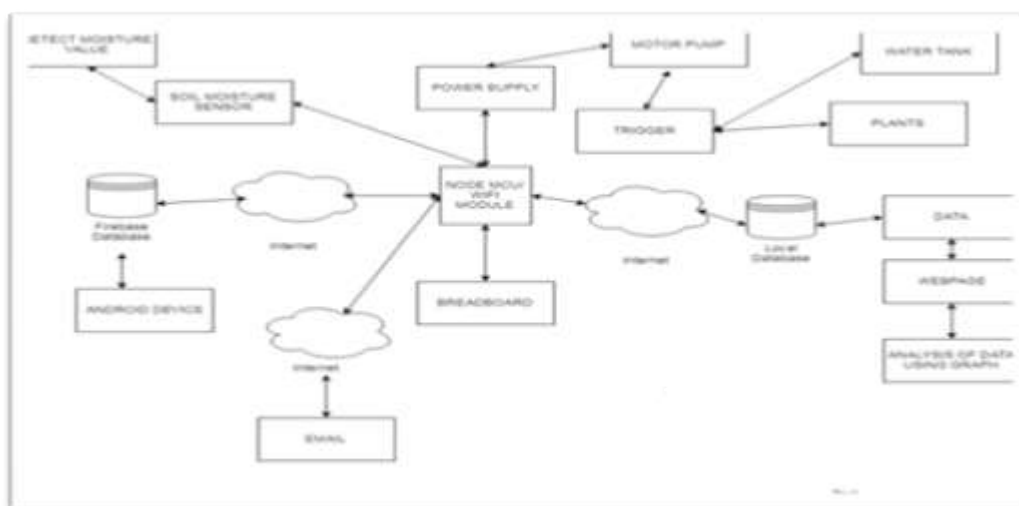 DETECT MOISTURE
VALUE
SOIL MOISTURE
SENSOR
POWER SUPPLY
MOTOR PUMP
WATER TANK
TRIGGER
PLANTS
NODE MCU/
WIFI
MODULE
Firebase
Database
Internet
Internet
Local
Database
DATA
WEBPAGE
ANALYSIS OF DATA
USING GRAPH
ANDROID DEVICE
BREADBOARD
Internet
EMAIL